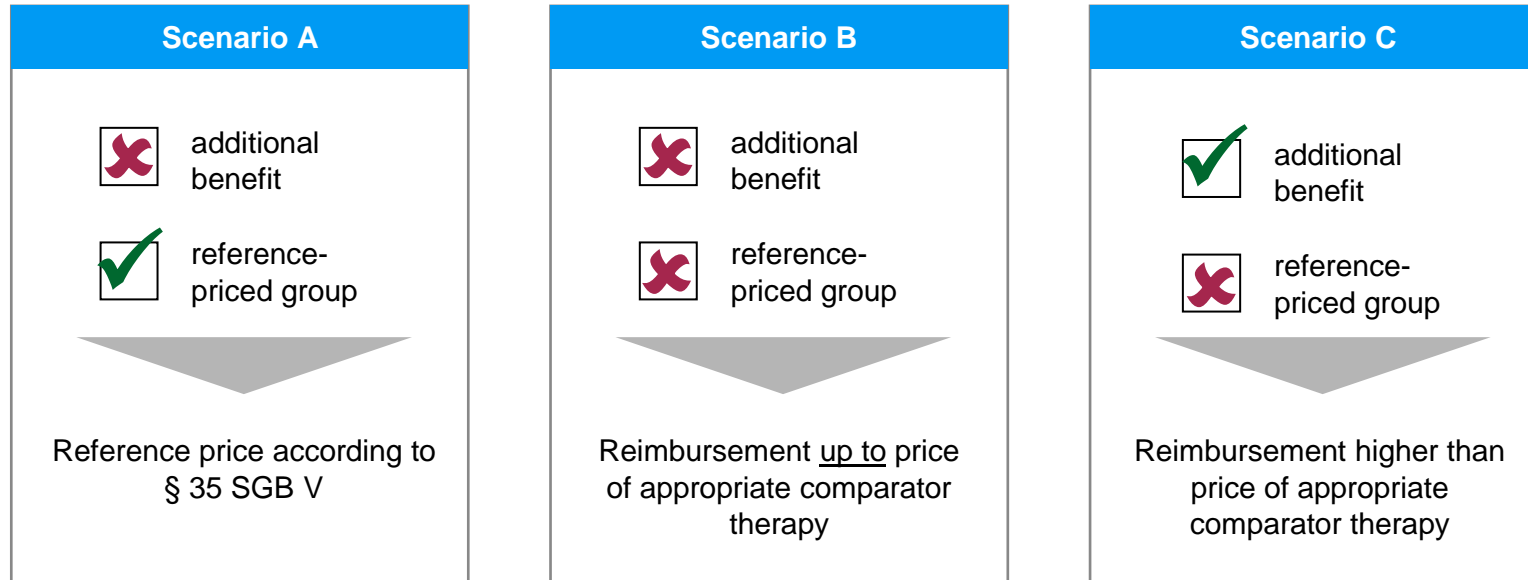 Scenario A
additional
benefit
reference-
priced group
Reference price according to
§ 35 SGB V
Scenario B
additional
benefit
reference-
priced group
Reimbursement up to price
of appropriate comparator
therapy
Scenario C
additional
benefit
reference-
priced group
Reimbursement higher than
price of appropriate
comparator therapy